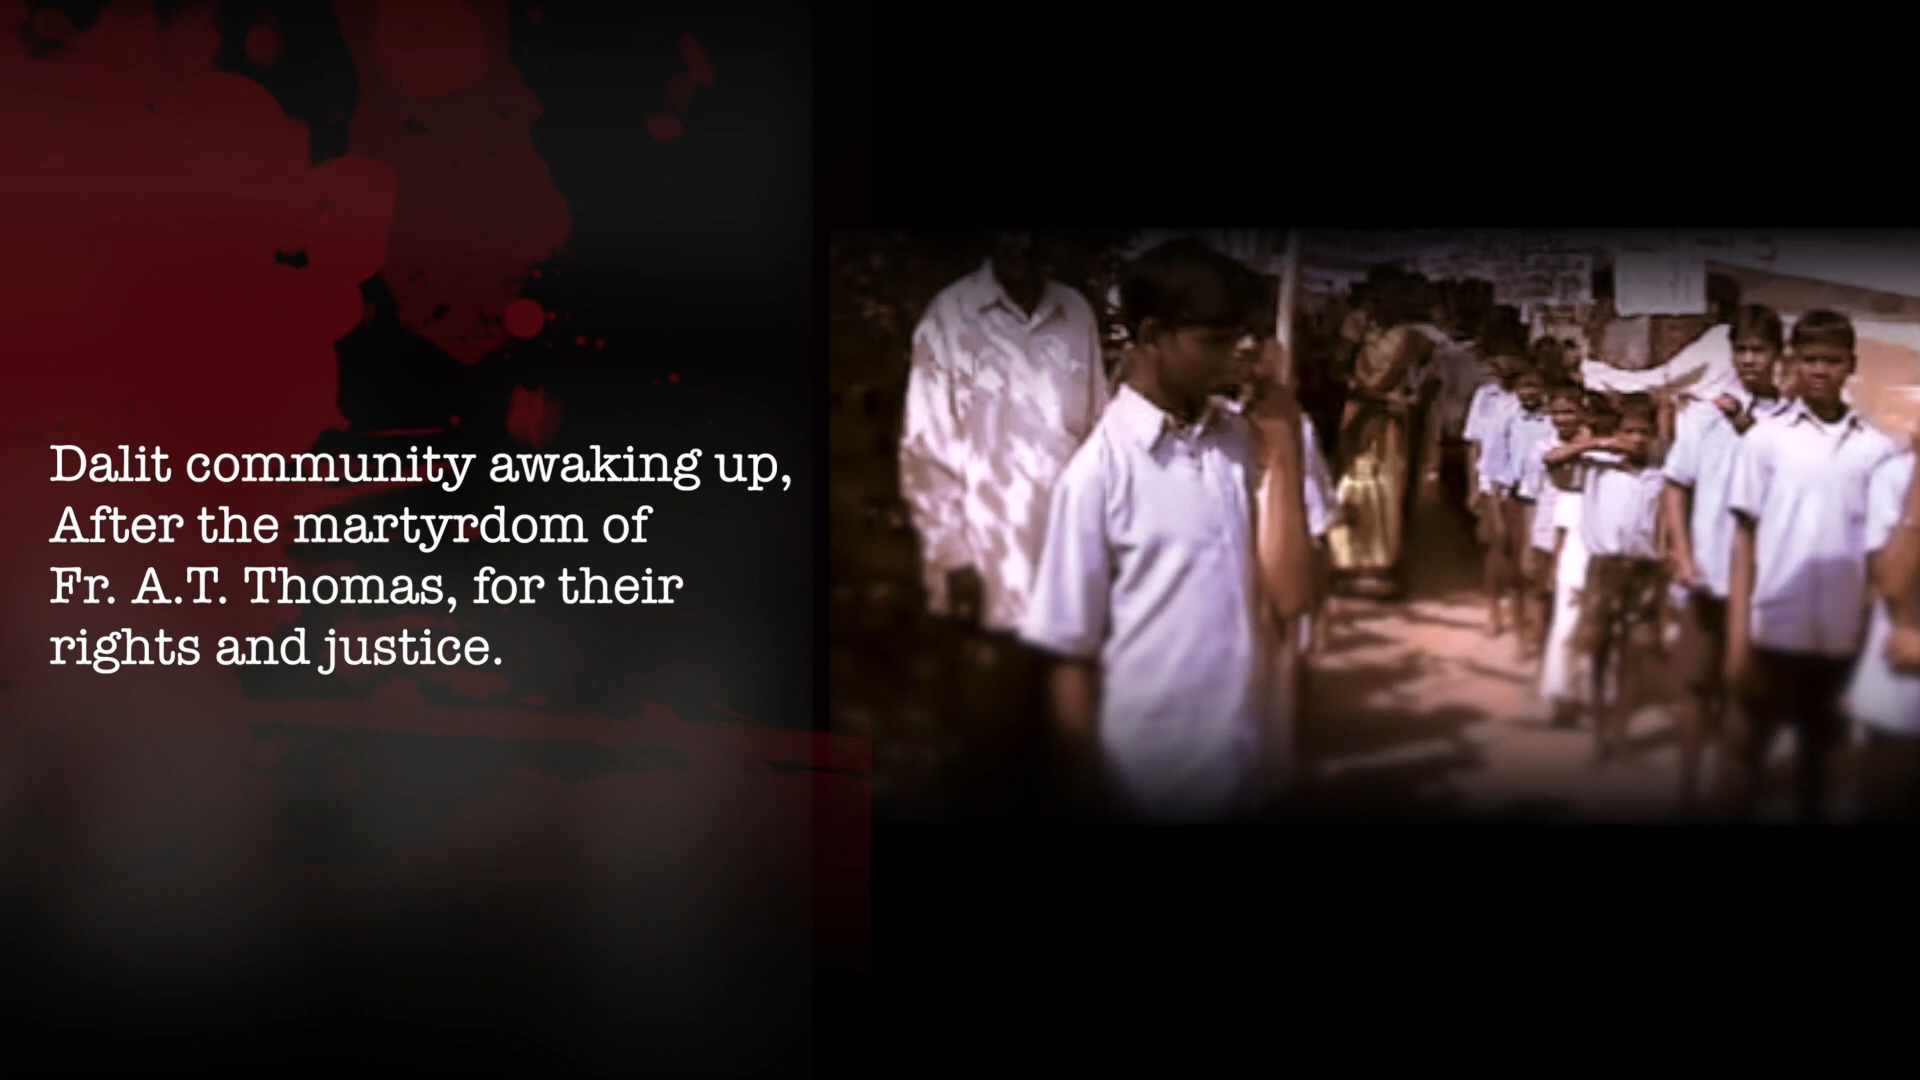 Dalit community awaking up,
After the martyrdom of
Fr. A.T. Thomas, for their
rights and justice.